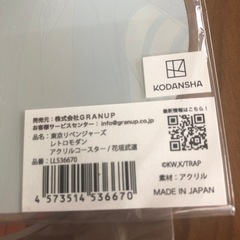 KODANSHA
発売元：株式会社GRANUP
お客様サービスセンター：info@granup.co.jp
品名：東京リベンジャーズ
レトロモダン
アクリルコースター/花垣武道
品番：LL536670
最新情報はこちら！
©KW,K/TRAP
素材：アクリル
MADE IN JAPAN
4 573514 536670